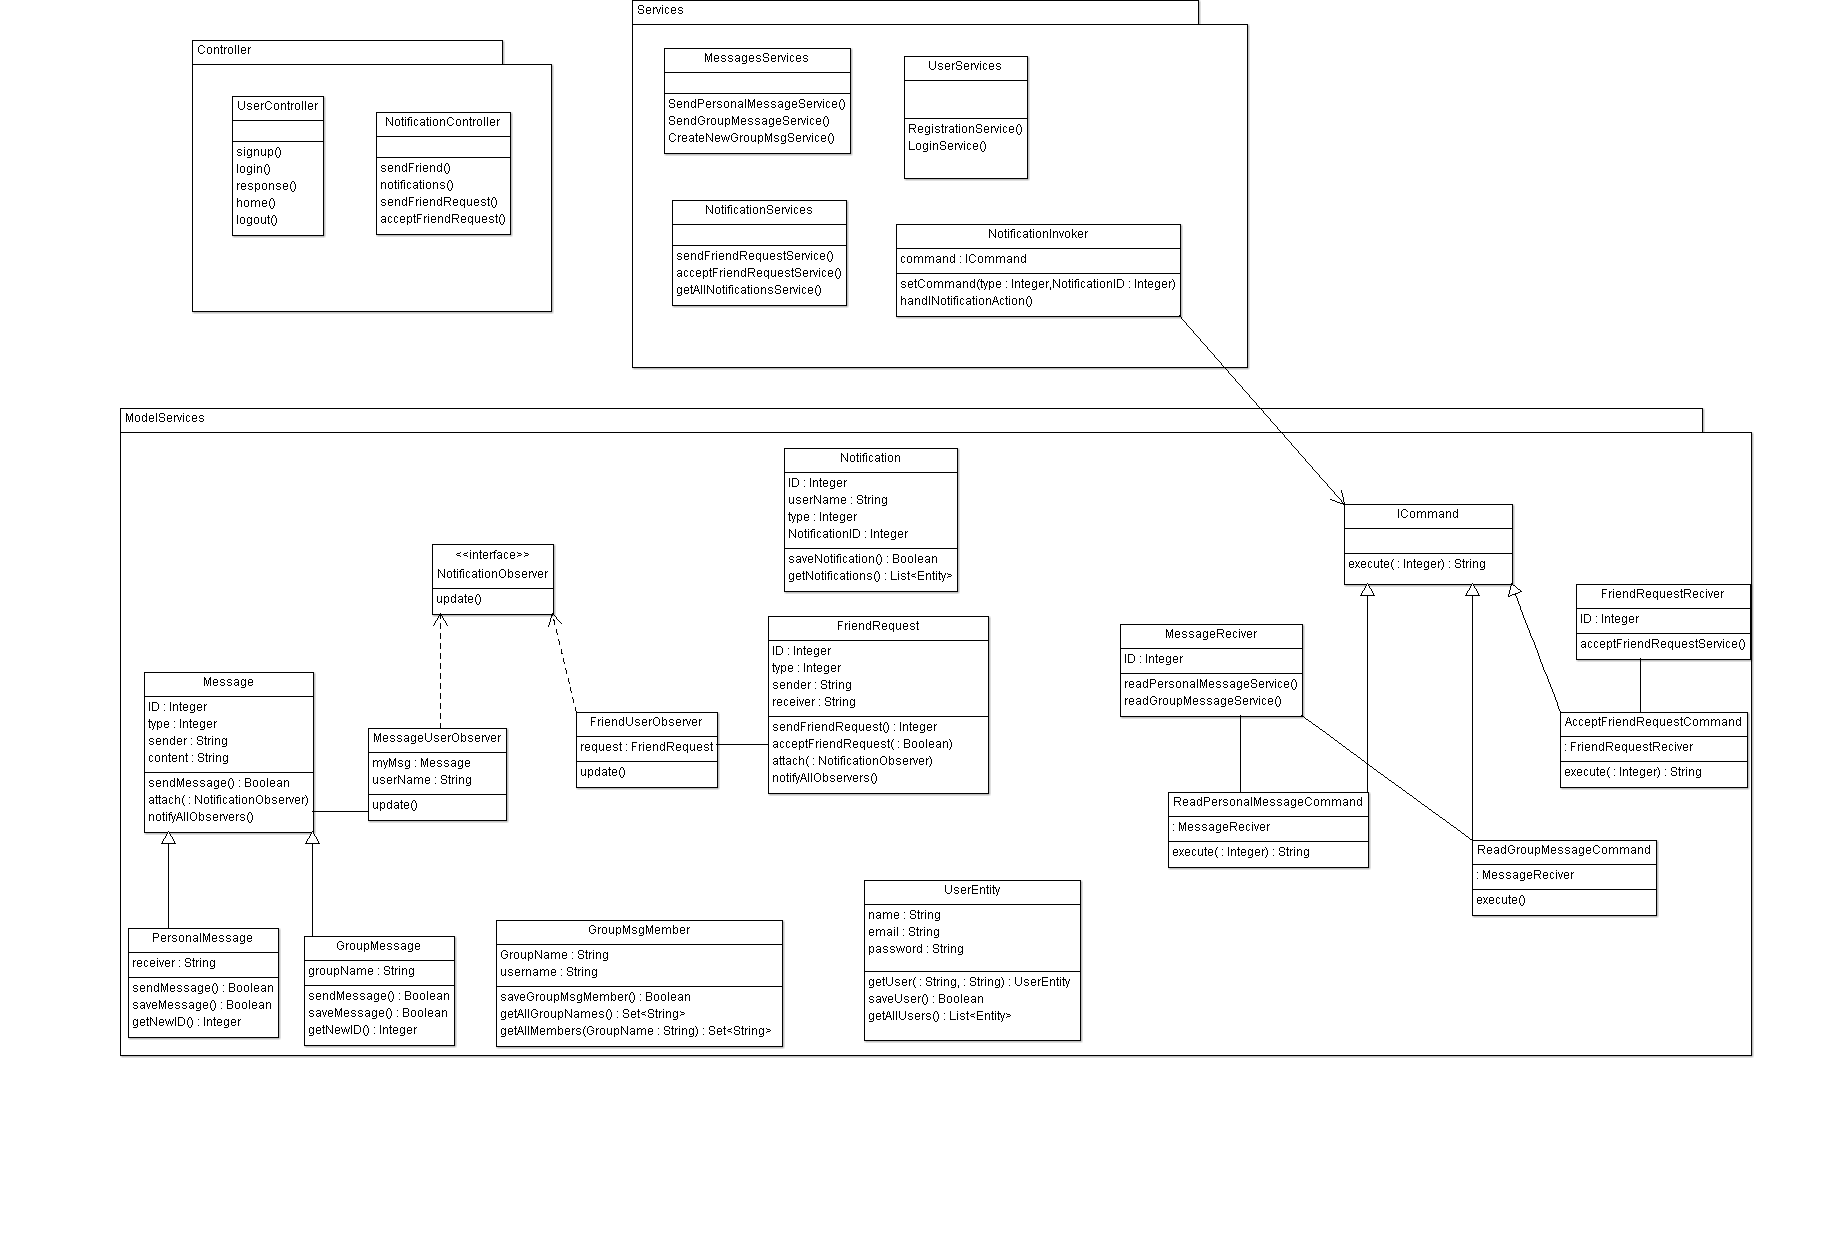 Controller
UserController
signup()
login()
response()
home()
logout()
NotificationController
sendFriend()
notifications()
sendFriendRequest()
acceptFriendRequest()
Services
MessagesServices
SendPersonalMessageService()
SendGroupMessageService()
CreateNewGroupMsgService()
UserServices
RegistrationService()
LoginService()
NotificationServices
sendFriendRequestService()
acceptFriendRequestService()
getAllNotificationsService()
NotificationInvoker
command : ICommand
setCommand(type : Integer,NotificationID : Integer)
handlNotificationAction()
ModelServices
Notification
ID : Integer
userName : String
type : Integer
NotificationID : Integer
saveNotification() : Boolean
getNotifications() : List<Entity>
<<interface>>
NotificationObserver
update()
ICommand
execute( : Integer) : String
FriendRequestReciver
ID : Integer
acceptFriendRequestService()
FriendRequest
ID : Integer
type : Integer
sender : String
receiver : String
sendFriendRequest() : Integer
acceptFriendRequest( : Boolean)
attach( : NotificationObserver)
notifyAllObservers()
MessageReciver
ID : Integer
readPersonalMessageService()
readGroupMessageService()
Message
ID : Integer
type : Integer
sender : String
content : String
sendMessage() : Boolean
attach( : NotificationObserver)
notifyAllObservers()
MessageUserObserver
myMsg : Message
userName : String
update()
FriendUserObserver
request : FriendRequest
update()
AcceptFriendRequestCommand
: FriendRequestReciver
execute( : Integer) : String
ReadPersonalMessageCommand
: MessageReciver
execute( : Integer) : String
ReadGroupMessageCommand
: MessageReciver
execute()
PersonalMessage
receiver : String
sendMessage() : Boolean
saveMessage() : Boolean
getNewID() : Integer
GroupMessage
groupName : String
sendMessage() : Boolean
saveMessage() : Boolean
getNewID() : Integer
GroupMsgMember
GroupName : String
username : String
saveGroupMsgMember() : Boolean
getAllGroupNames() : Set<String>
getAllMembers(GroupName : String) : Set<String>
UserEntity
name : String
email : String
password : String
getUser( : String, : String) : UserEntity
saveUser() : Boolean
getAllUsers() : List<Entity>